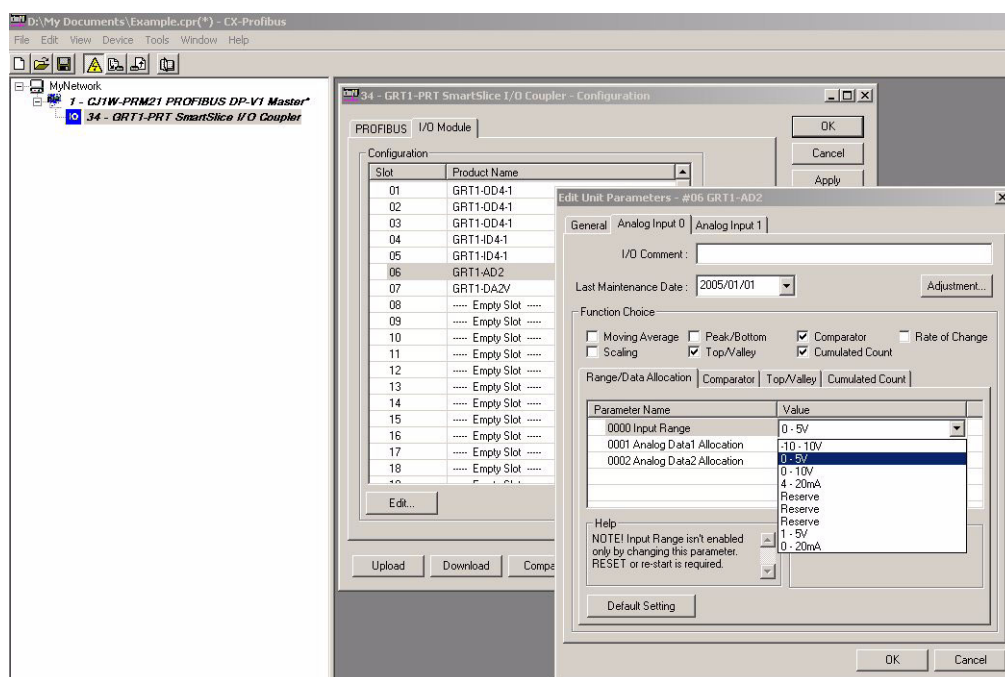 D:\My Documents\Example.cpr(*) - CX-Profibus
File Edit View Device Tools Window Help
MyNetwork
1 - CJ1W-PRM21 PROFIBUS DP-V1 Master*
34 - GRT1-PRT SmartSlice I/O Coupler
34 - GRT1-PRT SmartSlice I/O Coupler - Configuration
PROFIBUS I/O Module
OK
Cancel
Apply
Configuration
Slot Product Name
01 GRT1-OD4-1
02 GRT1-OD4-1
03 GRT1-OD4-1
04 GRT1-ID4-1
05 GRT1-ID4-1
06 GRT1-AD2
07 GRT1-DA2V
08 ----- Empty Slot -----
09 ----- Empty Slot -----
10 ----- Empty Slot -----
11 ----- Empty Slot -----
12 ----- Empty Slot -----
13 ----- Empty Slot -----
14 ----- Empty Slot -----
15 ----- Empty Slot -----
16 ----- Empty Slot -----
17 ----- Empty Slot -----
18 ----- Empty Slot -----
Edit...
Upload Download Compa
Edit Unit Parameters - #06 GRT1-AD2
General Analog Input 0 Analog Input 1
I/O Comment :
Last Maintenance Date : 2005/01/01 Adjustment...
Function Choice
Moving Average Peak/Bottom Comparator Rate of Change
Scaling Top/Valley Cumulated Count
Range/Data Allocation Comparator Top/Valley Cumulated Count
Parameter Name Value
0000 Input Range 0 - 5V
0001 Analog Data1 Allocation
0002 Analog Data2 Allocation
-10 - 10V
0 - 5V
0 - 10V
4 - 20mA
Reserve
Reserve
Reserve
1 - 5V
0 - 20mA
Help
NOTE! Input Range isn't enabled
only by changing this parameter.
RESET or re-start is required.
Default Setting
OK Cancel